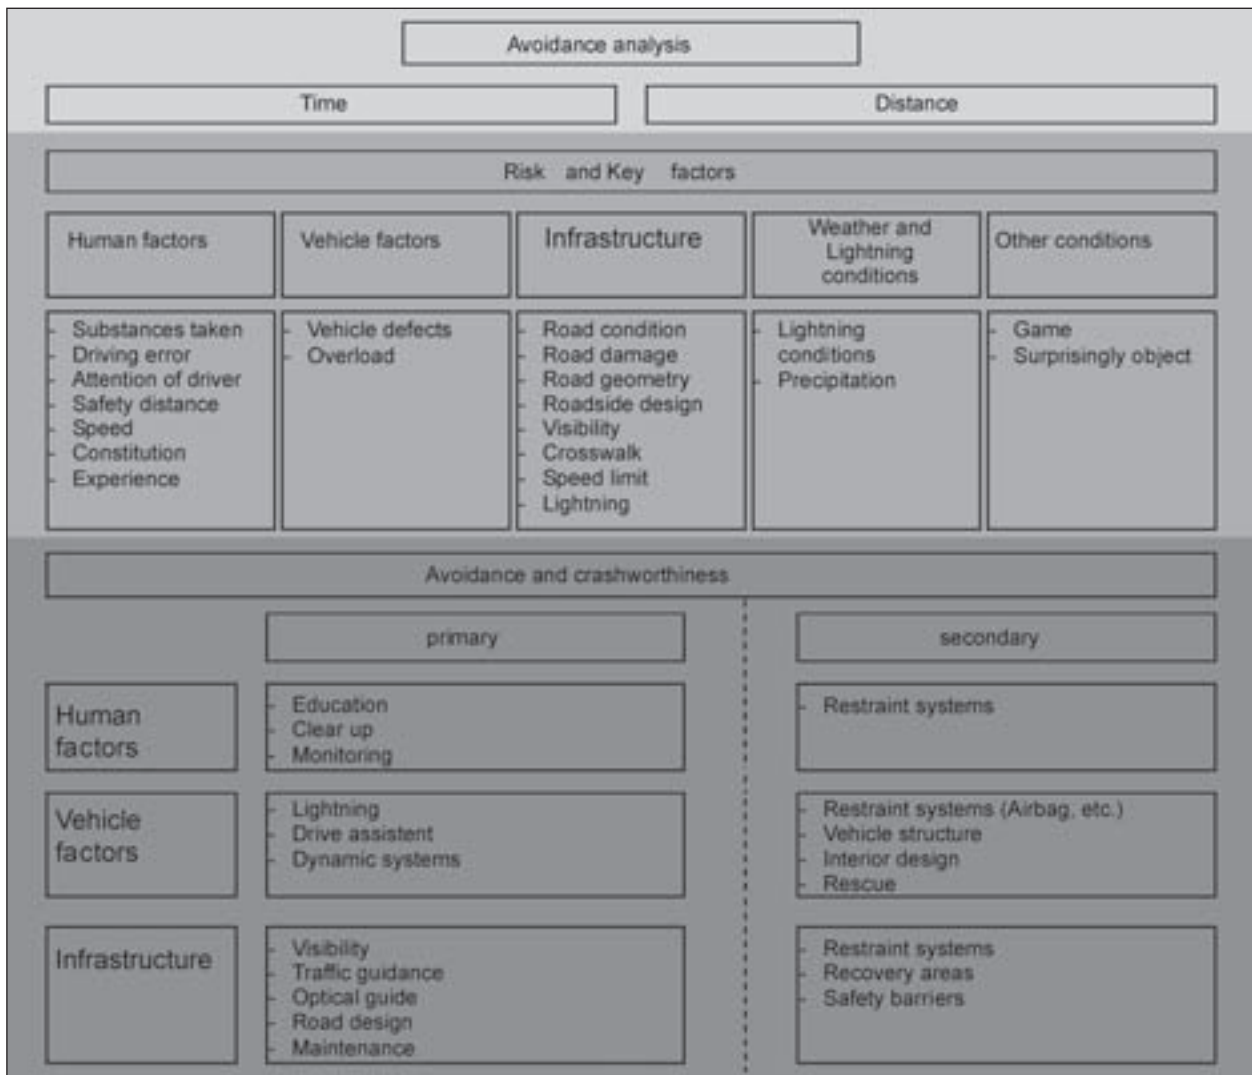 Avoidance analysis
Time
Distance
Risk and Key factors
Human factors
Vehicle factors
Infrastructure
Weather and
Lightning
conditions
Other conditions
- Substances taken
- Driving error
- Attention of driver
- Safety distance
- Speed
- Constitution
- Experience
- Vehicle defects
- Overload
- Road condition
- Road damage
- Road geometry
- Roadside design
- Visibility
- Crosswalk
- Speed limit
- Lightning
- Lightning
conditions
- Precipitation
- Game
- Surprisingly object
Avoidance and crashworthiness
primary
secondary
Human
factors
- Education
- Clear up
- Monitoring
- Restraint systems
Vehicle
factors
- Lightning
- Drive assistent
- Dynamic systems
- Restraint systems (Airbag, etc.)
- Vehicle structure
- Interior design
- Rescue
Infrastructure
- Visibility
- Traffic guidance
- Optical guide
- Road design
- Maintenance
- Restraint systems
- Recovery areas
- Safety barriers